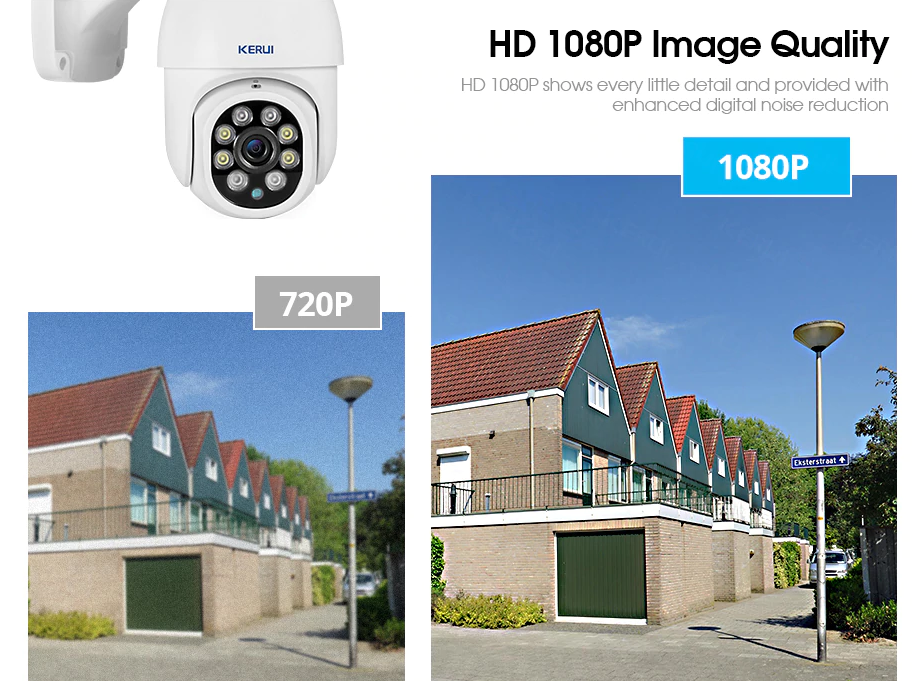 KERUI
HD 1080P Image Quality
HD 1080P shows every little detail and provided with
enhanced digital noise reduction
1080P
720P
Eksterstraat
Eksterstraat